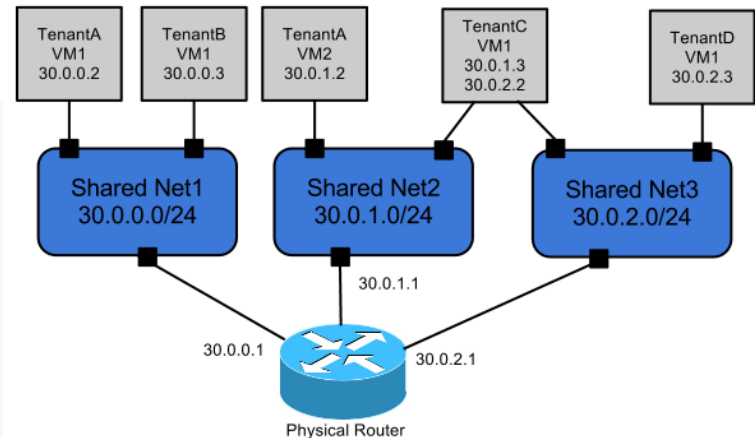 TenantA
VM1
30.0.0.2
TenantB
VM1
30.0.0.3
TenantA
VM2
30.0.1.2
TenantC
VM1
30.0.1.3
30.0.2.2
TenantD
VM1
30.0.2.3
Shared Net1
30.0.0.0/24
Shared Net2
30.0.1.0/24
Shared Net3
30.0.2.0/24
30.0.1.1
30.0.0.1
30.0.2.1
Physical Router